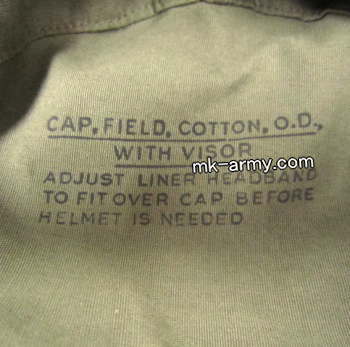 CAP, FIELD, COTTON, O.D.,
WITH VISOR
mk-army.com
ADJUST LINER HEADBAND
TO FIT OVER CAP BEFORE
HELMET IS NEEDED